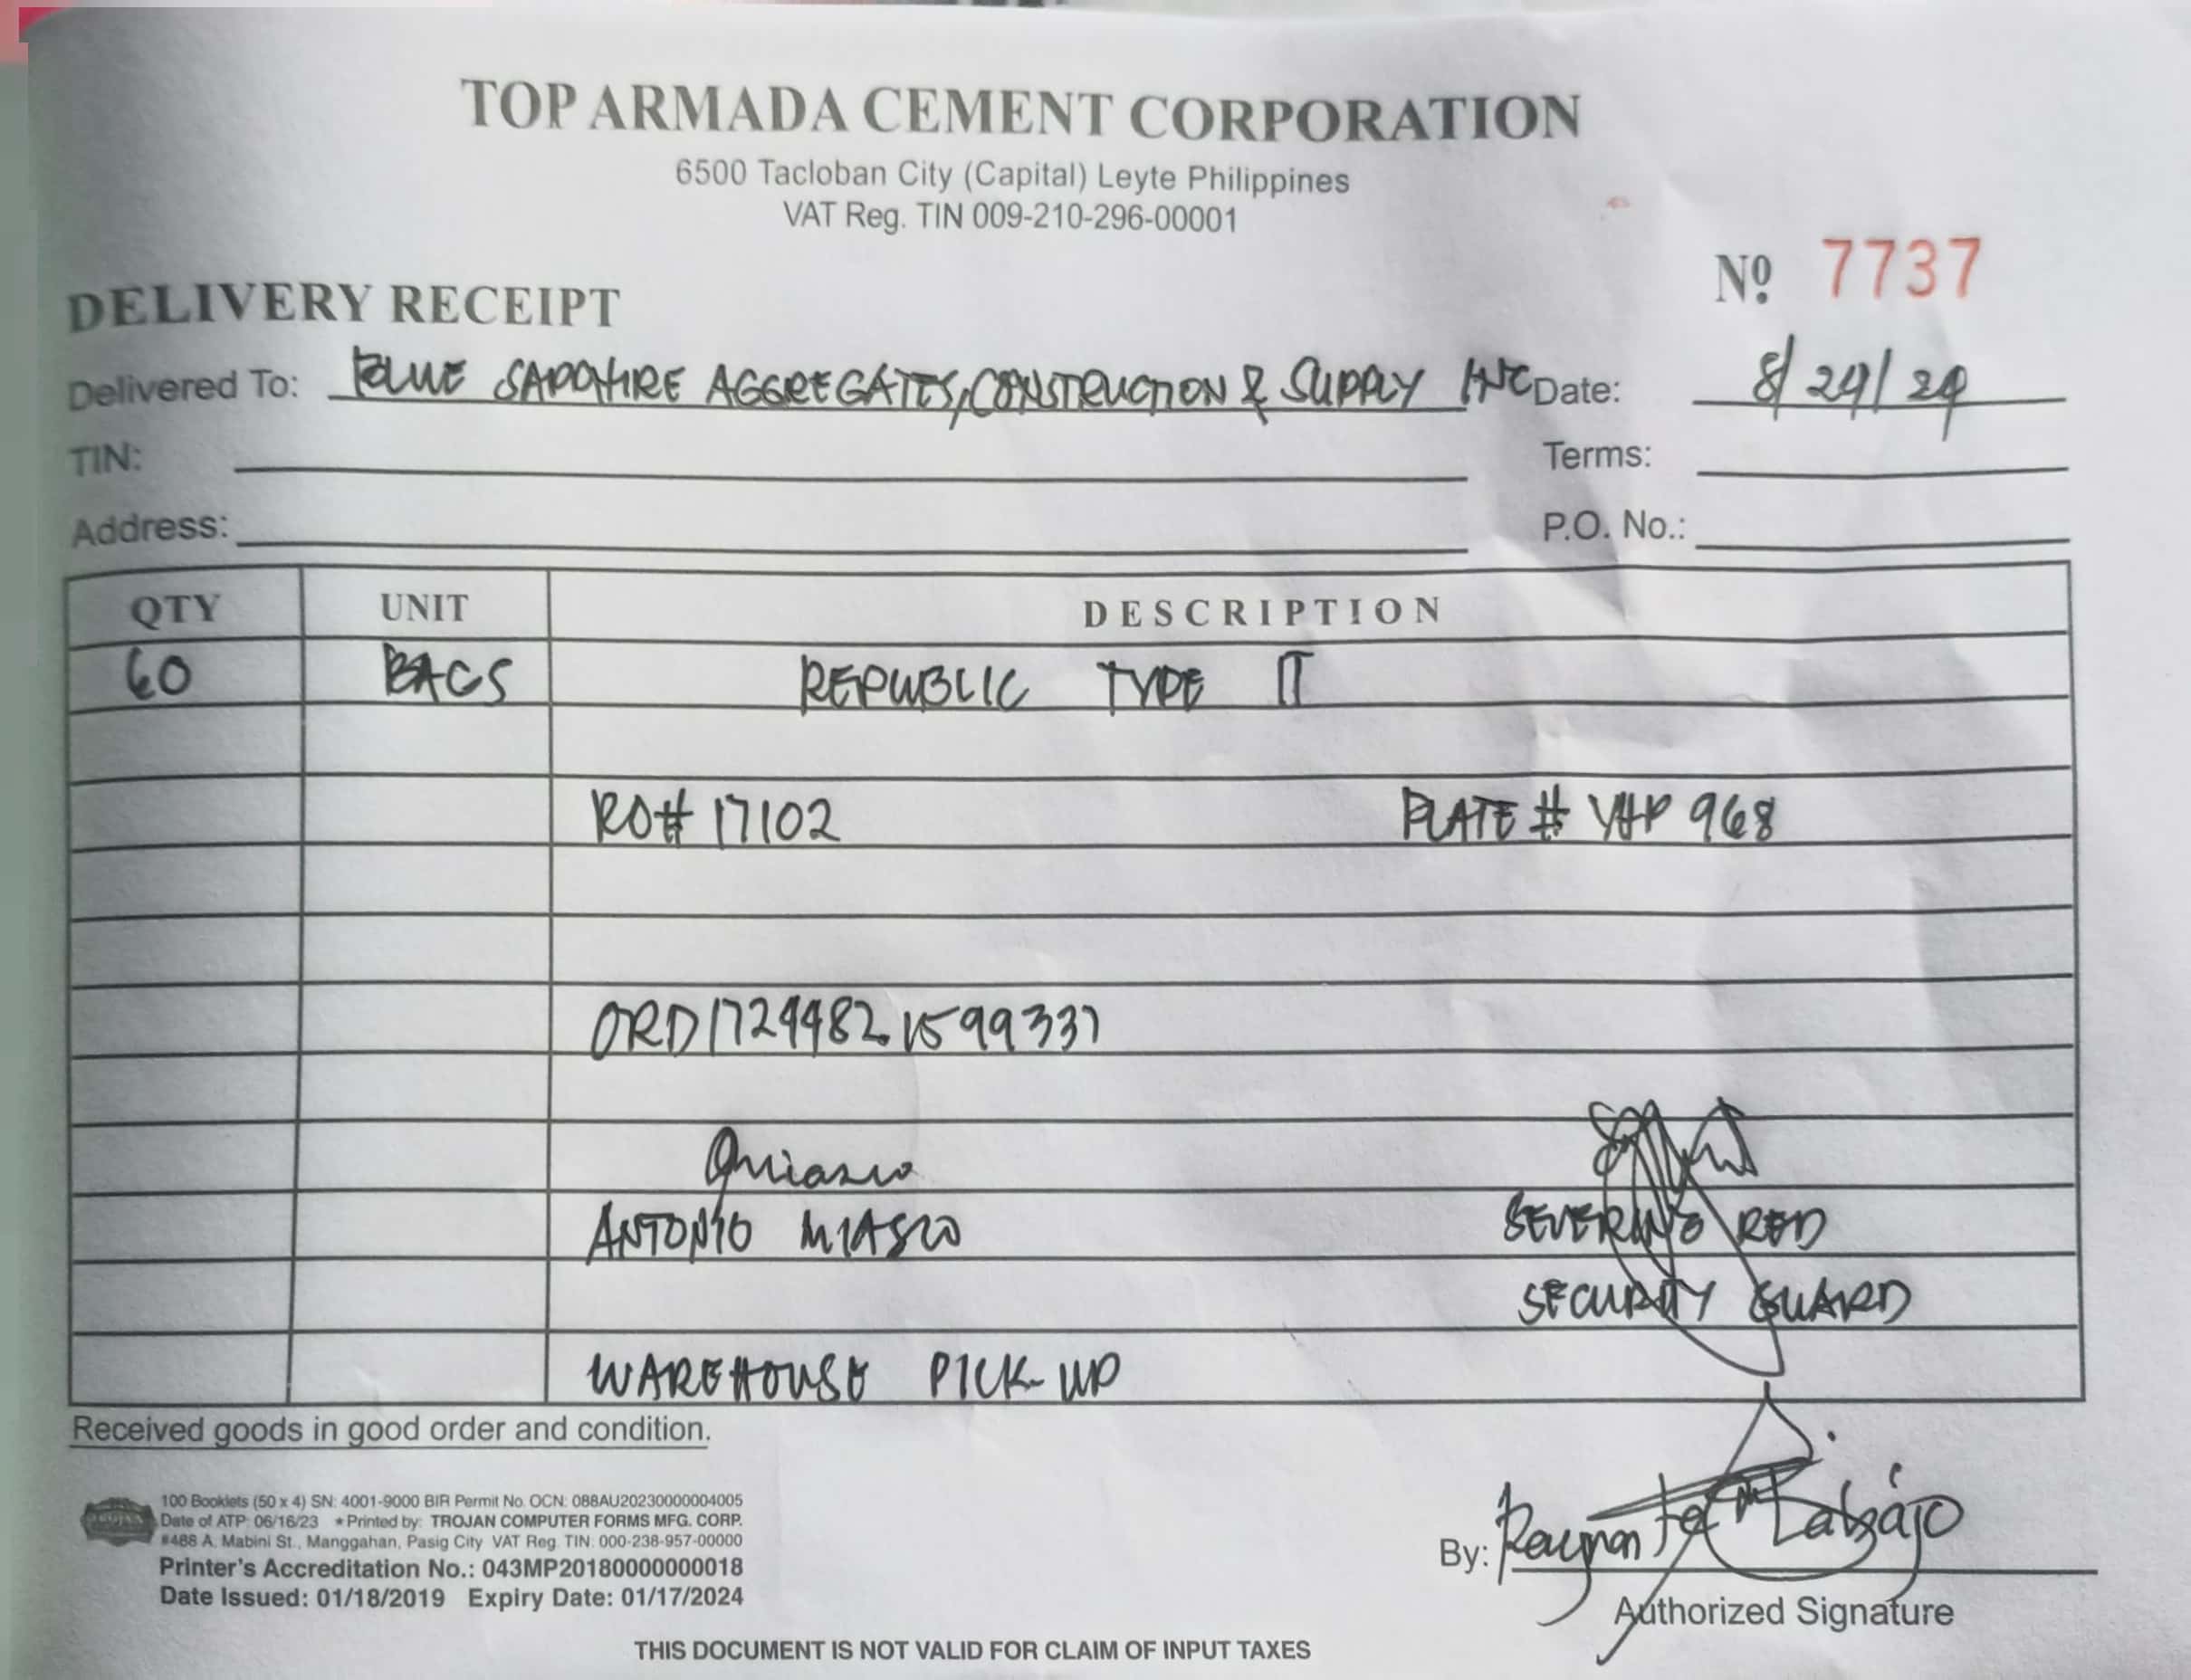 TOP ARMADA CEMENT CORPORATION
6500 Tacloban City (Capital) Leyte Philippines
VAT Reg. TIN 009-210-296-00001
Nº 7737
DELIVERY RECEIPT
Delivered To: BLUE SAPPHIRE AGGREGATES, CONSTRUCTION & SUPPLY INC Date: 8/24/24
TIN: Terms:
Address: P.O. No.:
QTY UNIT DESCRIPTION
60 BAGS REPUBLIC TYPE II
RO# 17102 PLATE # YHP 968
ORD17244821599337
ANTONIO MIASCO SEVERINO RED
SECURITY GUARD
WAREHOUSE PICK-UP
Received goods in good order and condition.
100 Booklets (50 x 4) SN: 4001-9000 BIR Permit No. OCN: 088AU20230000004005
Date of ATP: 06/16/23 * Printed by: TROJAN COMPUTER FORMS MFG. CORP.
#488 A. Mabini St., Manggahan, Pasig City VAT Reg. TIN: 000-238-957-00000
Printer's Accreditation No.: 043MP20180000000018
Date Issued: 01/18/2019 Expiry Date: 01/17/2024
By:
Authorized Signature
THIS DOCUMENT IS NOT VALID FOR CLAIM OF INPUT TAXES